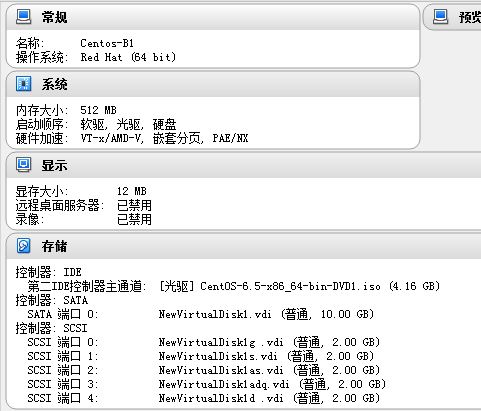 常规
预览
名称: Centos-B1
操作系统: Red Hat (64 bit)
系统
内存大小: 512 MB
启动顺序: 软驱, 光驱, 硬盘
硬件加速: VT-x/AMD-V, 嵌套分页, PAE/NX
显示
显存大小: 12 MB
远程桌面服务器: 已禁用
录像: 已禁用
存储
控制器: IDE
第二IDE控制器主通道: [光驱] CentOS-6.5-x86_64-bin-DVD1.iso (4.16 GB)
控制器: SATA
SATA 端口 0: NewVirtualDisk1.vdi (普通, 10.00 GB)
控制器: SCSI
SCSI 端口 0: NewVirtualDisk1g .vdi (普通, 2.00 GB)
SCSI 端口 1: NewVirtualDisk1s.vdi (普通, 2.00 GB)
SCSI 端口 2: NewVirtualDisk1as.vdi (普通, 2.00 GB)
SCSI 端口 3: NewVirtualDisk1adq.vdi (普通, 2.00 GB)
SCSI 端口 4: NewVirtualDisk1d .vdi (普通, 2.00 GB)